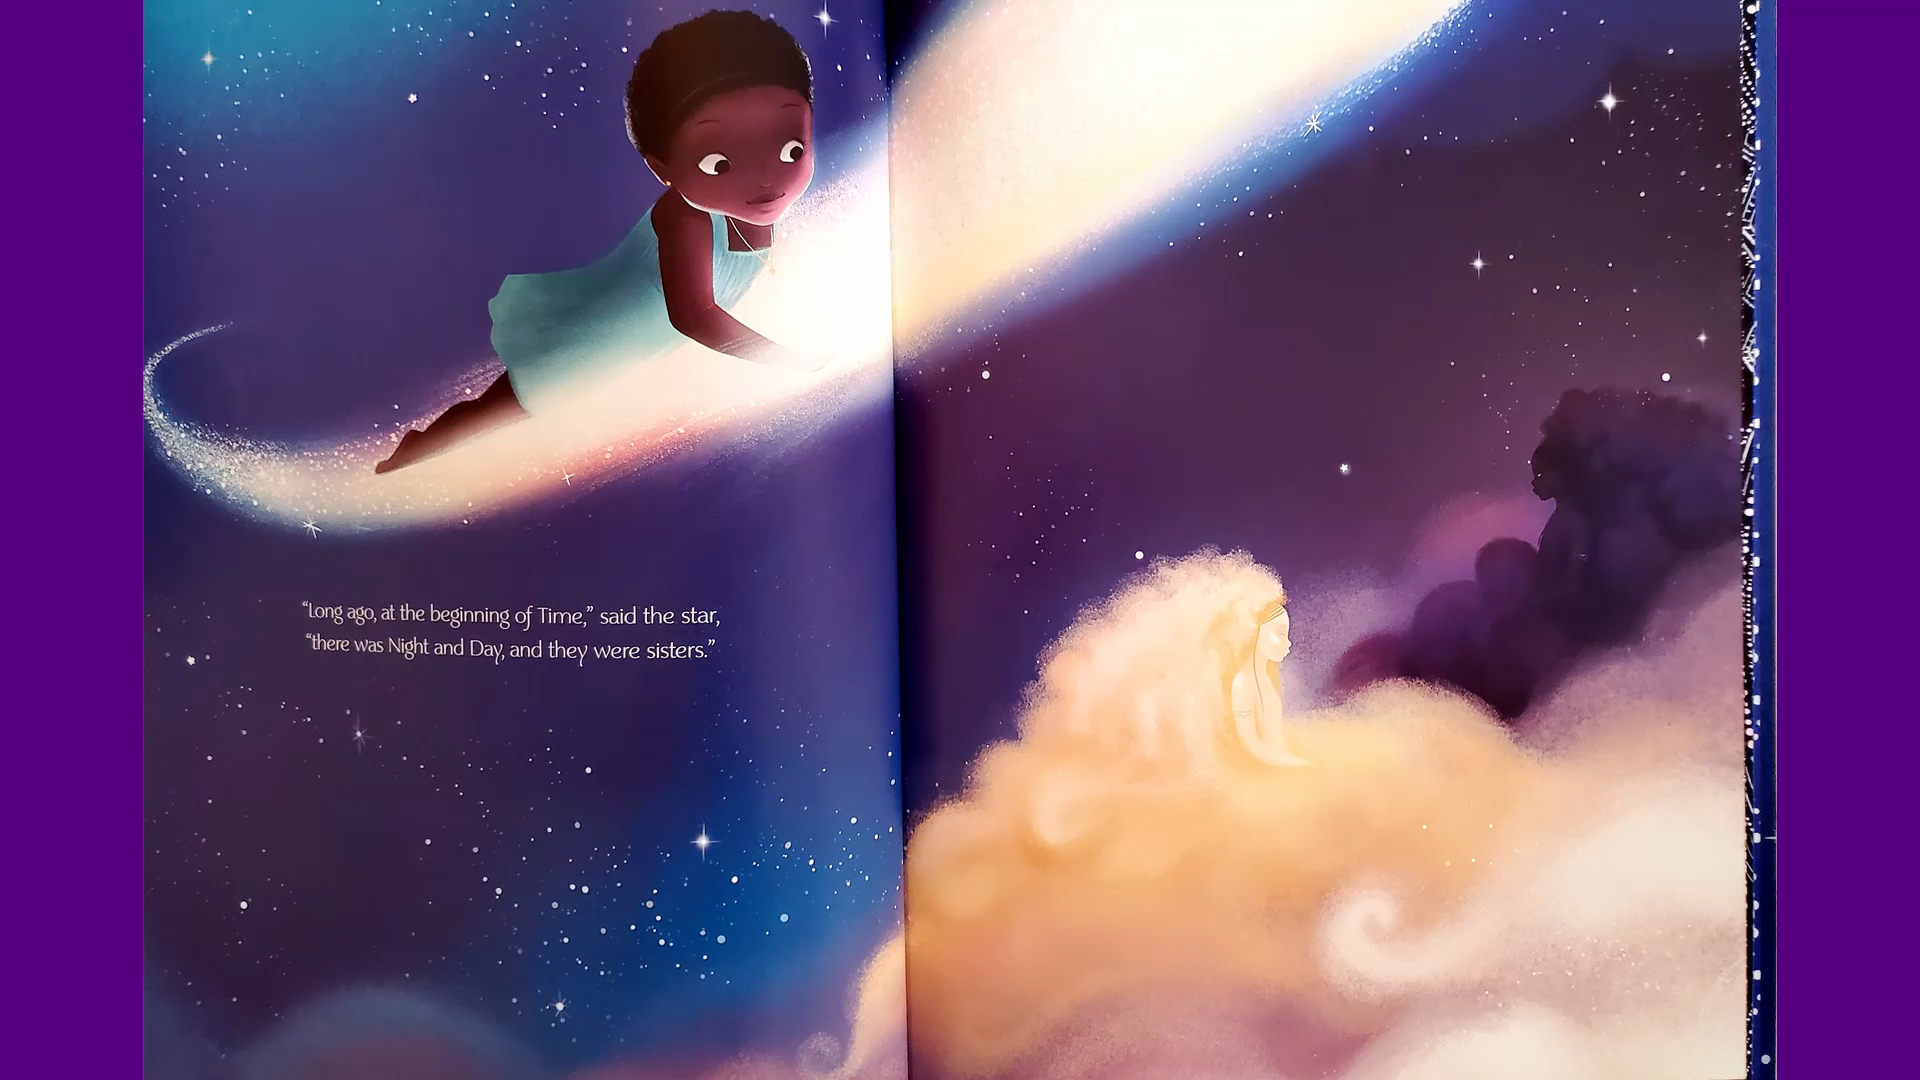 “Long ago, at the beginning of Time,” said the star,
“there was Night and Day, and they were sisters.”